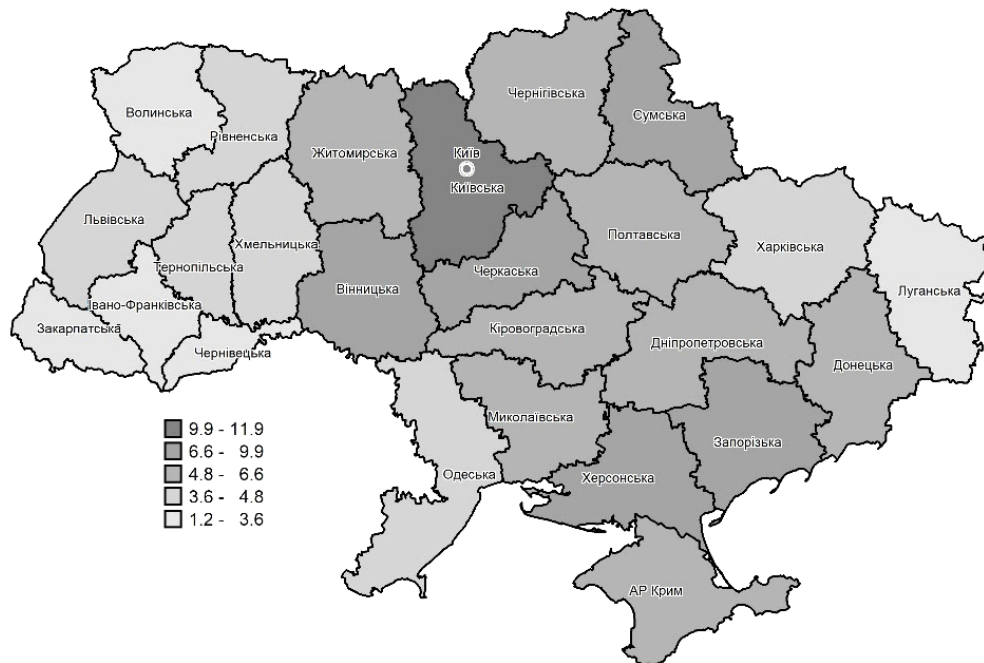 Чернігівська
Сумська
Волинська
Рівненська
Житомирська
Київ
Київська
Львівська
Хмельницька
Полтавська
Харківська
Тернопільська
Черкаська
Вінницька
Луганська
Івано-Франківська
Закарпатська
Кіровоградська
Чернівецька
Дніпропетровська
Донецька
Миколаївська
Запорізька
Одеська
Херсонська
АР Крим
9.9 - 11.9
6.6 - 9.9
4.8 - 6.6
3.6 - 4.8
1.2 - 3.6